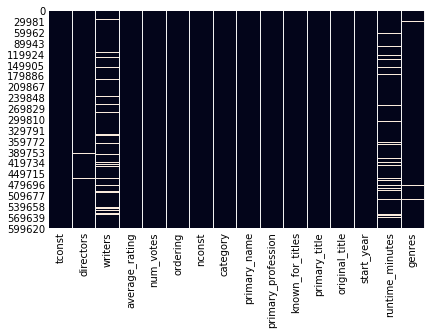 0
29981
59962
89943
119924
149905
179886
209867
239848
269829
299810
329791
359772
389753
419734
449715
479696
509677
539658
569639
599620
tconst
directors
writers
average_rating
num_votes
ordering
nconst
category
primary_name
primary_profession
known_for_titles
primary_title
original_title
start_year
runtime_minutes
genres